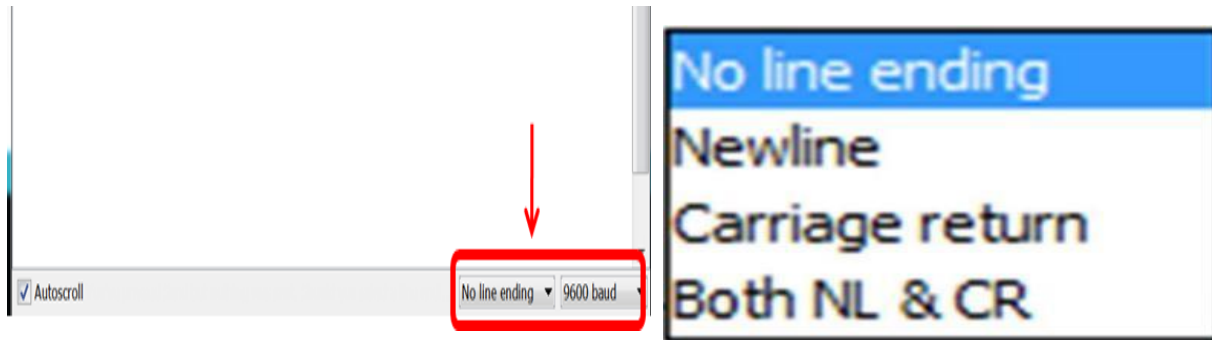 Autoscroll
No line ending 9600 baud
No line ending
Newline
Carriage return
Both NL & CR